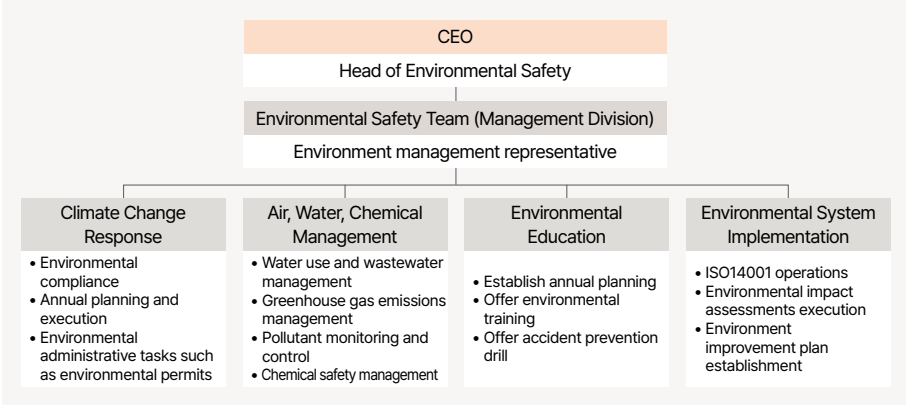 CEO
Head of Environmental Safety
Environmental Safety Team (Management Division)
Environment management representative
Climate Change
Response
• Environmental
compliance
• Annual planning and
execution
• Environmental
administrative tasks such
as environmental permits
Air, Water, Chemical
Management
• Water use and wastewater
management
• Greenhouse gas emissions
management
• Pollutant monitoring and
control
• Chemical safety management
Environmental
Education
• Establish annual planning
• Offer environmental
training
• Offer accident prevention
drill
Environmental System
Implementation
• ISO14001 operations
• Environmental impact
assessments execution
• Environment
improvement plan
establishment